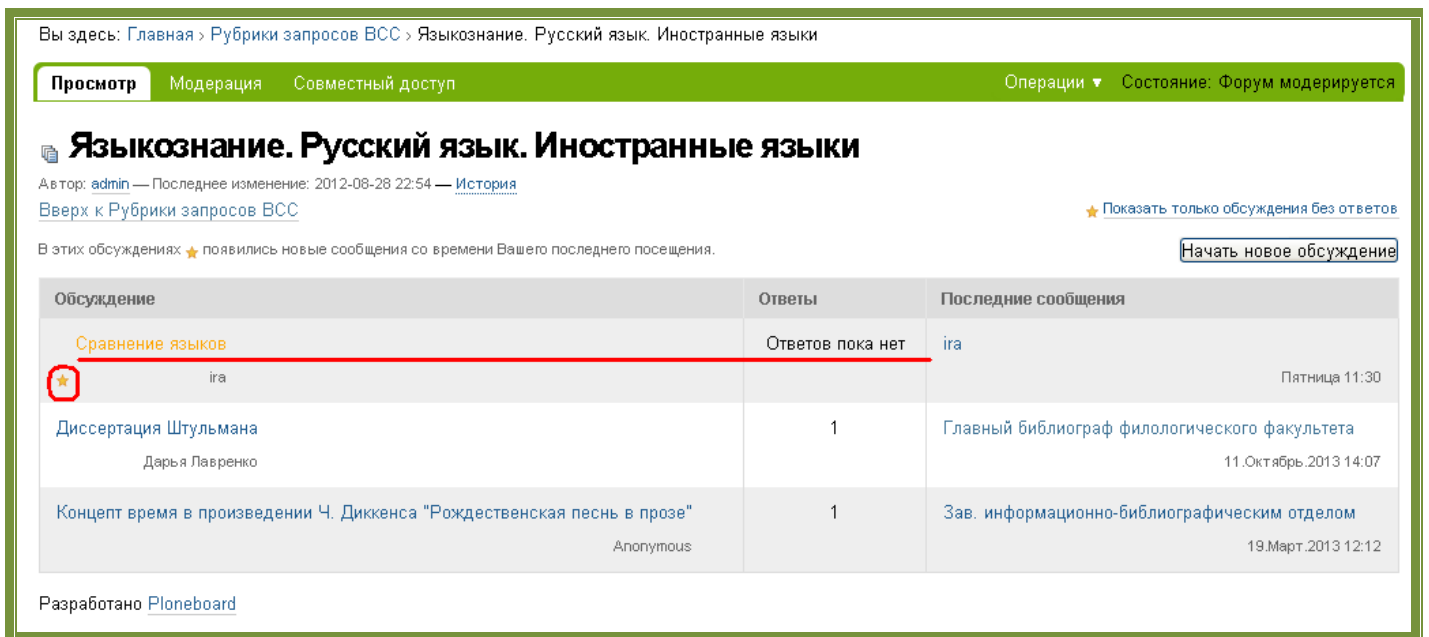 Вы здесь: Главная › Рубрики запросов ВСС › Языкознание. Русский язык. Иностранные языки
Просмотр Модерация Совместный доступ Операции ▼ Состояние: Форум модерируется
Языкознание. Русский язык. Иностранные языки
Автор: admin — Последнее изменение: 2012-08-28 22:54 — История
Вверх к Рубрики запросов ВСС
Показать только обсуждения без ответов
В этих обсуждениях появились новые сообщения со времени Вашего последнего посещения.
Начать новое обсуждение
Обсуждение Ответы Последние сообщения
Сравнение языков Ответов пока нет ira
ira Пятница 11:30
Диссертация Штульмана 1 Главный библиограф филологического факультета
Дарья Лавренко 11.Октябрь.2013 14:07
Концепт время в произведении Ч. Диккенса "Рождественская песнь в прозе" 1 Зав. информационно-библиографическим отделом
Anonymous 19.Март.2013 12:12
Разработано Ploneboard